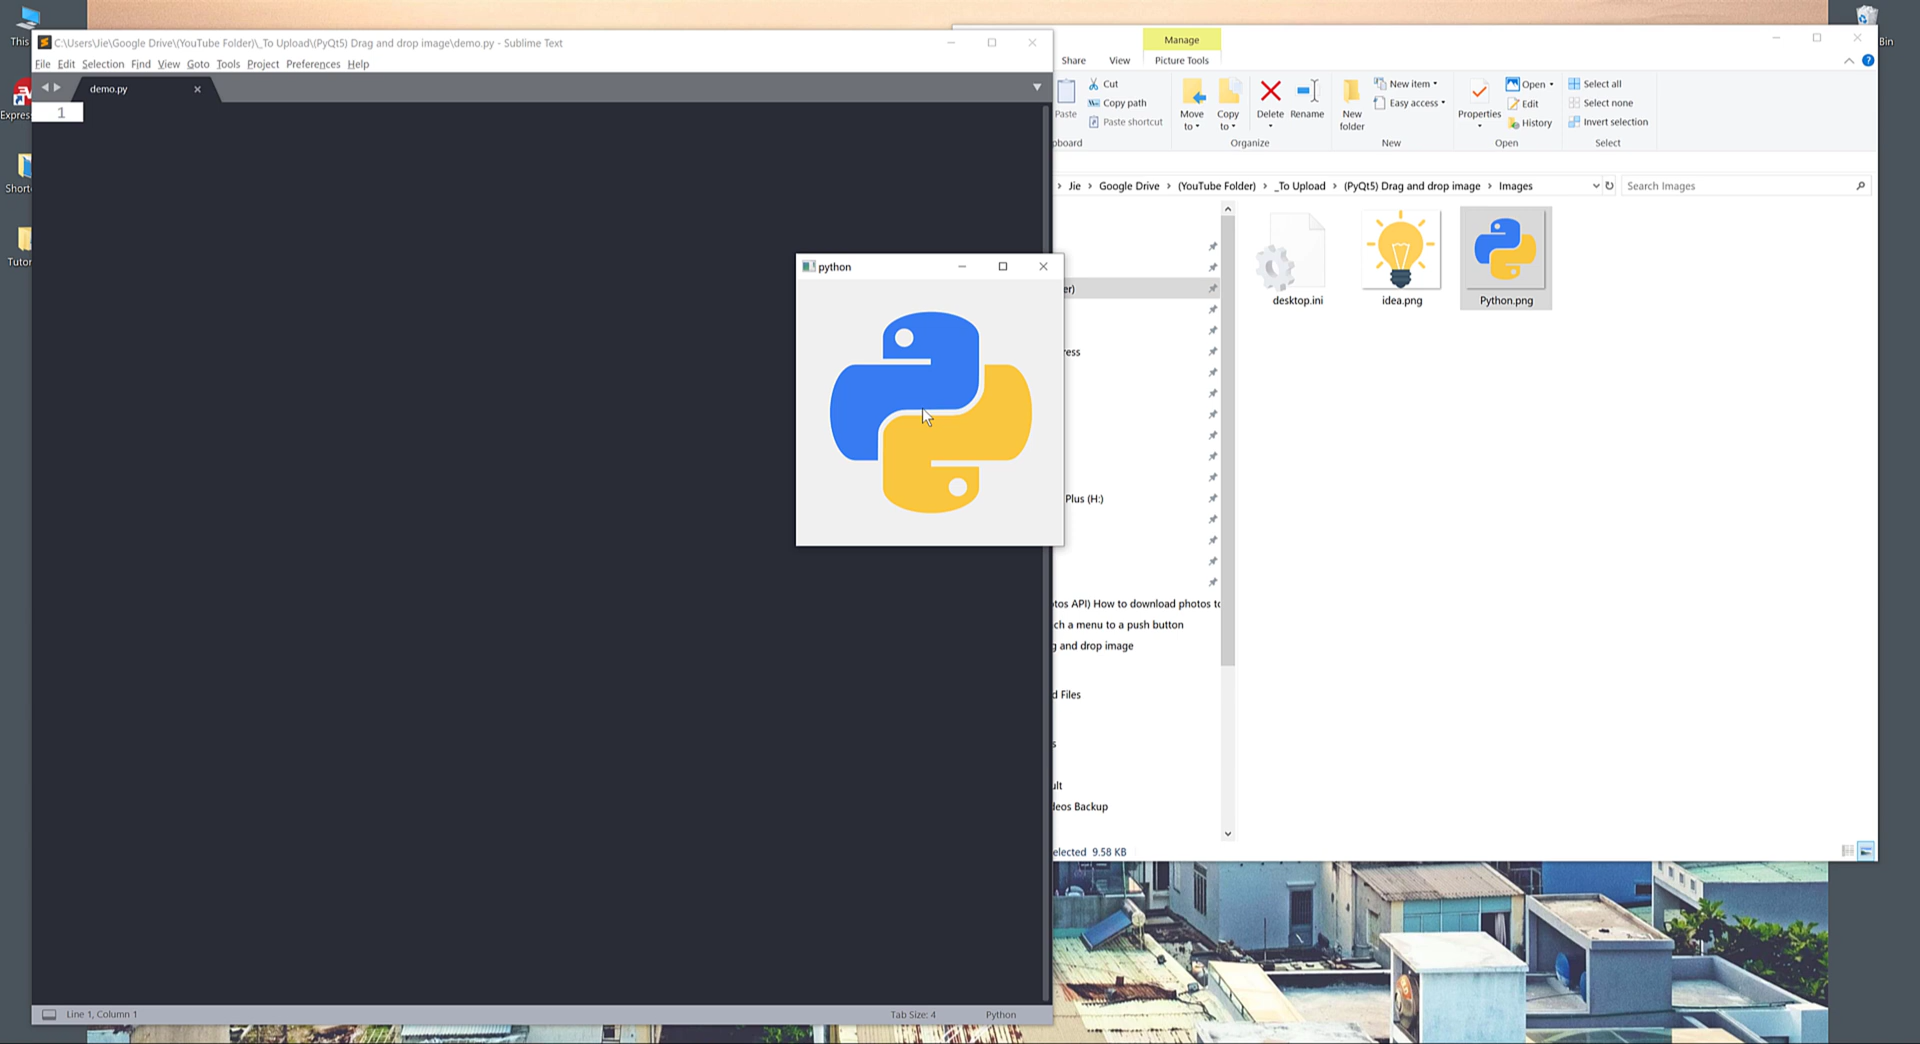 This
Expres
Short
Tutor
C:\Users\Jie\Google Drive\(YouTube Folder)\_To Upload\(PyQt5) Drag and drop image\demo.py - Sublime Text
File Edit Selection Find View Goto Tools Project Preferences Help
demo.py
1
Line 1, Column 1
Tab Size: 4
Python
python
Manage
Share View Picture Tools
Paste
Cut
Copy path
Paste shortcut
pboard
Move to
Copy to
Delete
Rename
Organize
New folder
New item
Easy access
New
Properties
Open
Edit
History
Open
Select all
Select none
Invert selection
Select
› Jie › Google Drive › (YouTube Folder) › _To Upload › (PyQt5) Drag and drop image › Images
Search Images
er)
ress
Plus (H:)
tos API) How to download photos to
ch a menu to a push button
g and drop image
d Files
s
ult
deos Backup
elected 9.58 KB
desktop.ini
idea.png
Python.png
Bin